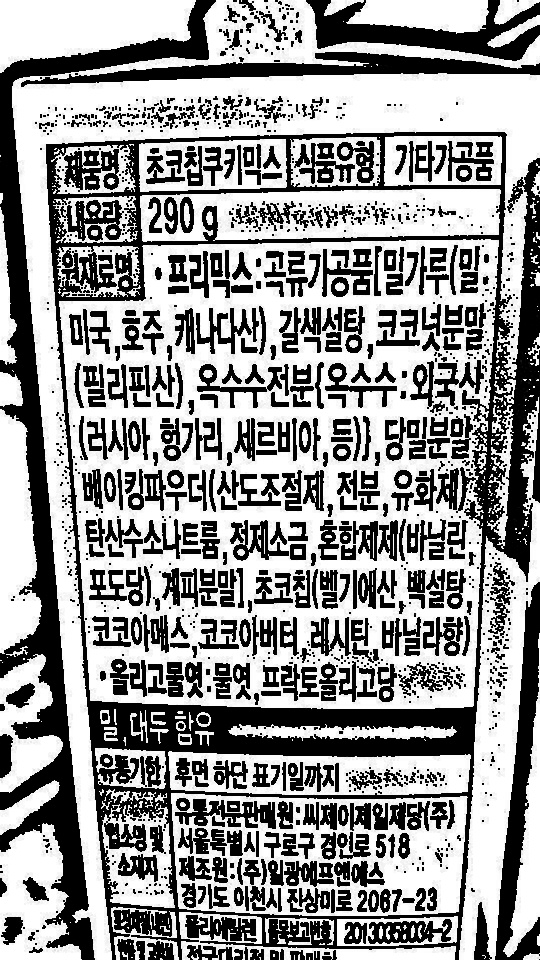 제품명 초코칩쿠키믹스 식품유형 기타가공품
내용량 290 g
원재료명 •프리믹스:곡류가공품[밀가루(밀:
미국,호주,캐나다산),갈색설탕,코코넛분말
(필리핀산),옥수수전분{옥수수:외국산
(러시아,헝가리,세르비아,등)},당밀분말
베이킹파우더(산도조절제,전분,유화제)
탄산수소나트륨,정제소금,혼합제제(바닐린,
포도당),계피분말],초코칩(벨기에산,백설탕,
코코아매스,코코아버터,레시틴,바닐라향)
•올리고물엿:물엿,프락토올리고당
밀,대두 함유
유통기한 후면 하단 표기일까지
업소명 및 소재지 유통전문판매원:씨제이제일제당(주)
서울특별시 구로구 경인로 518
제조원:(주)일광에프앤에스
경기도 이천시 진상미로 2067-23
폴리에틸렌 품목보고번호 20130358034-2
전국대리점 및 판매처